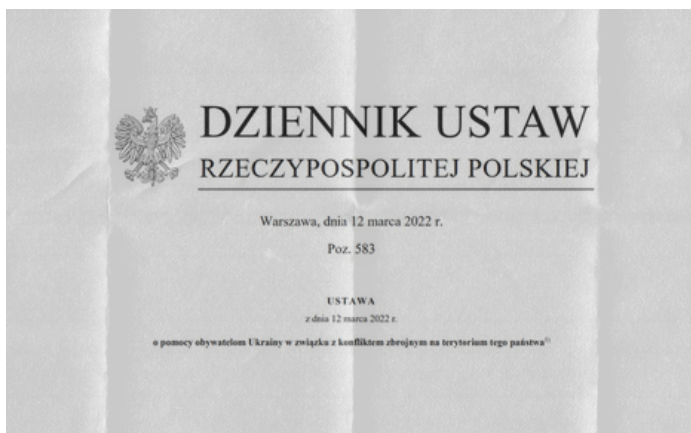 DZIENNIK USTAW
RZECZYPOSPOLITEJ POLSKIEJ
Warszawa, dnia 12 marca 2022 r.
Poz. 583
USTAWA
z dnia 12 marca 2022 r.
o pomocy obywatelom Ukrainy w związku z konfliktem zbrojnym na terytorium tego państwa¹⁾